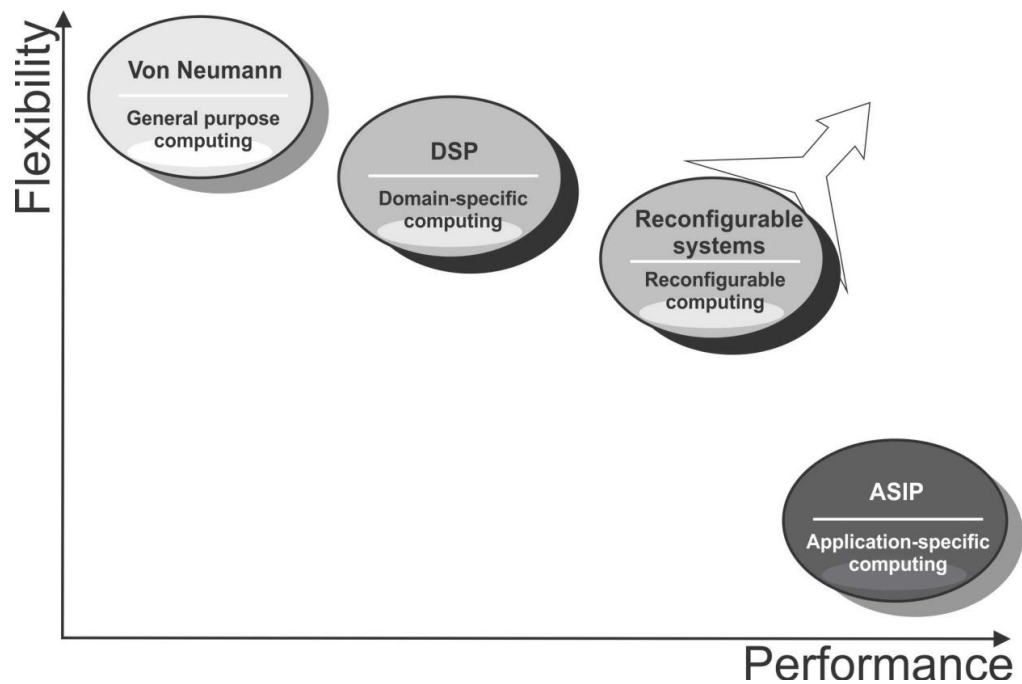 Flexibility
Von Neumann
General purpose
computing
DSP
Domain-specific
computing
Reconfigurable
systems
Reconfigurable
computing
ASIP
Application-specific
computing
Performance